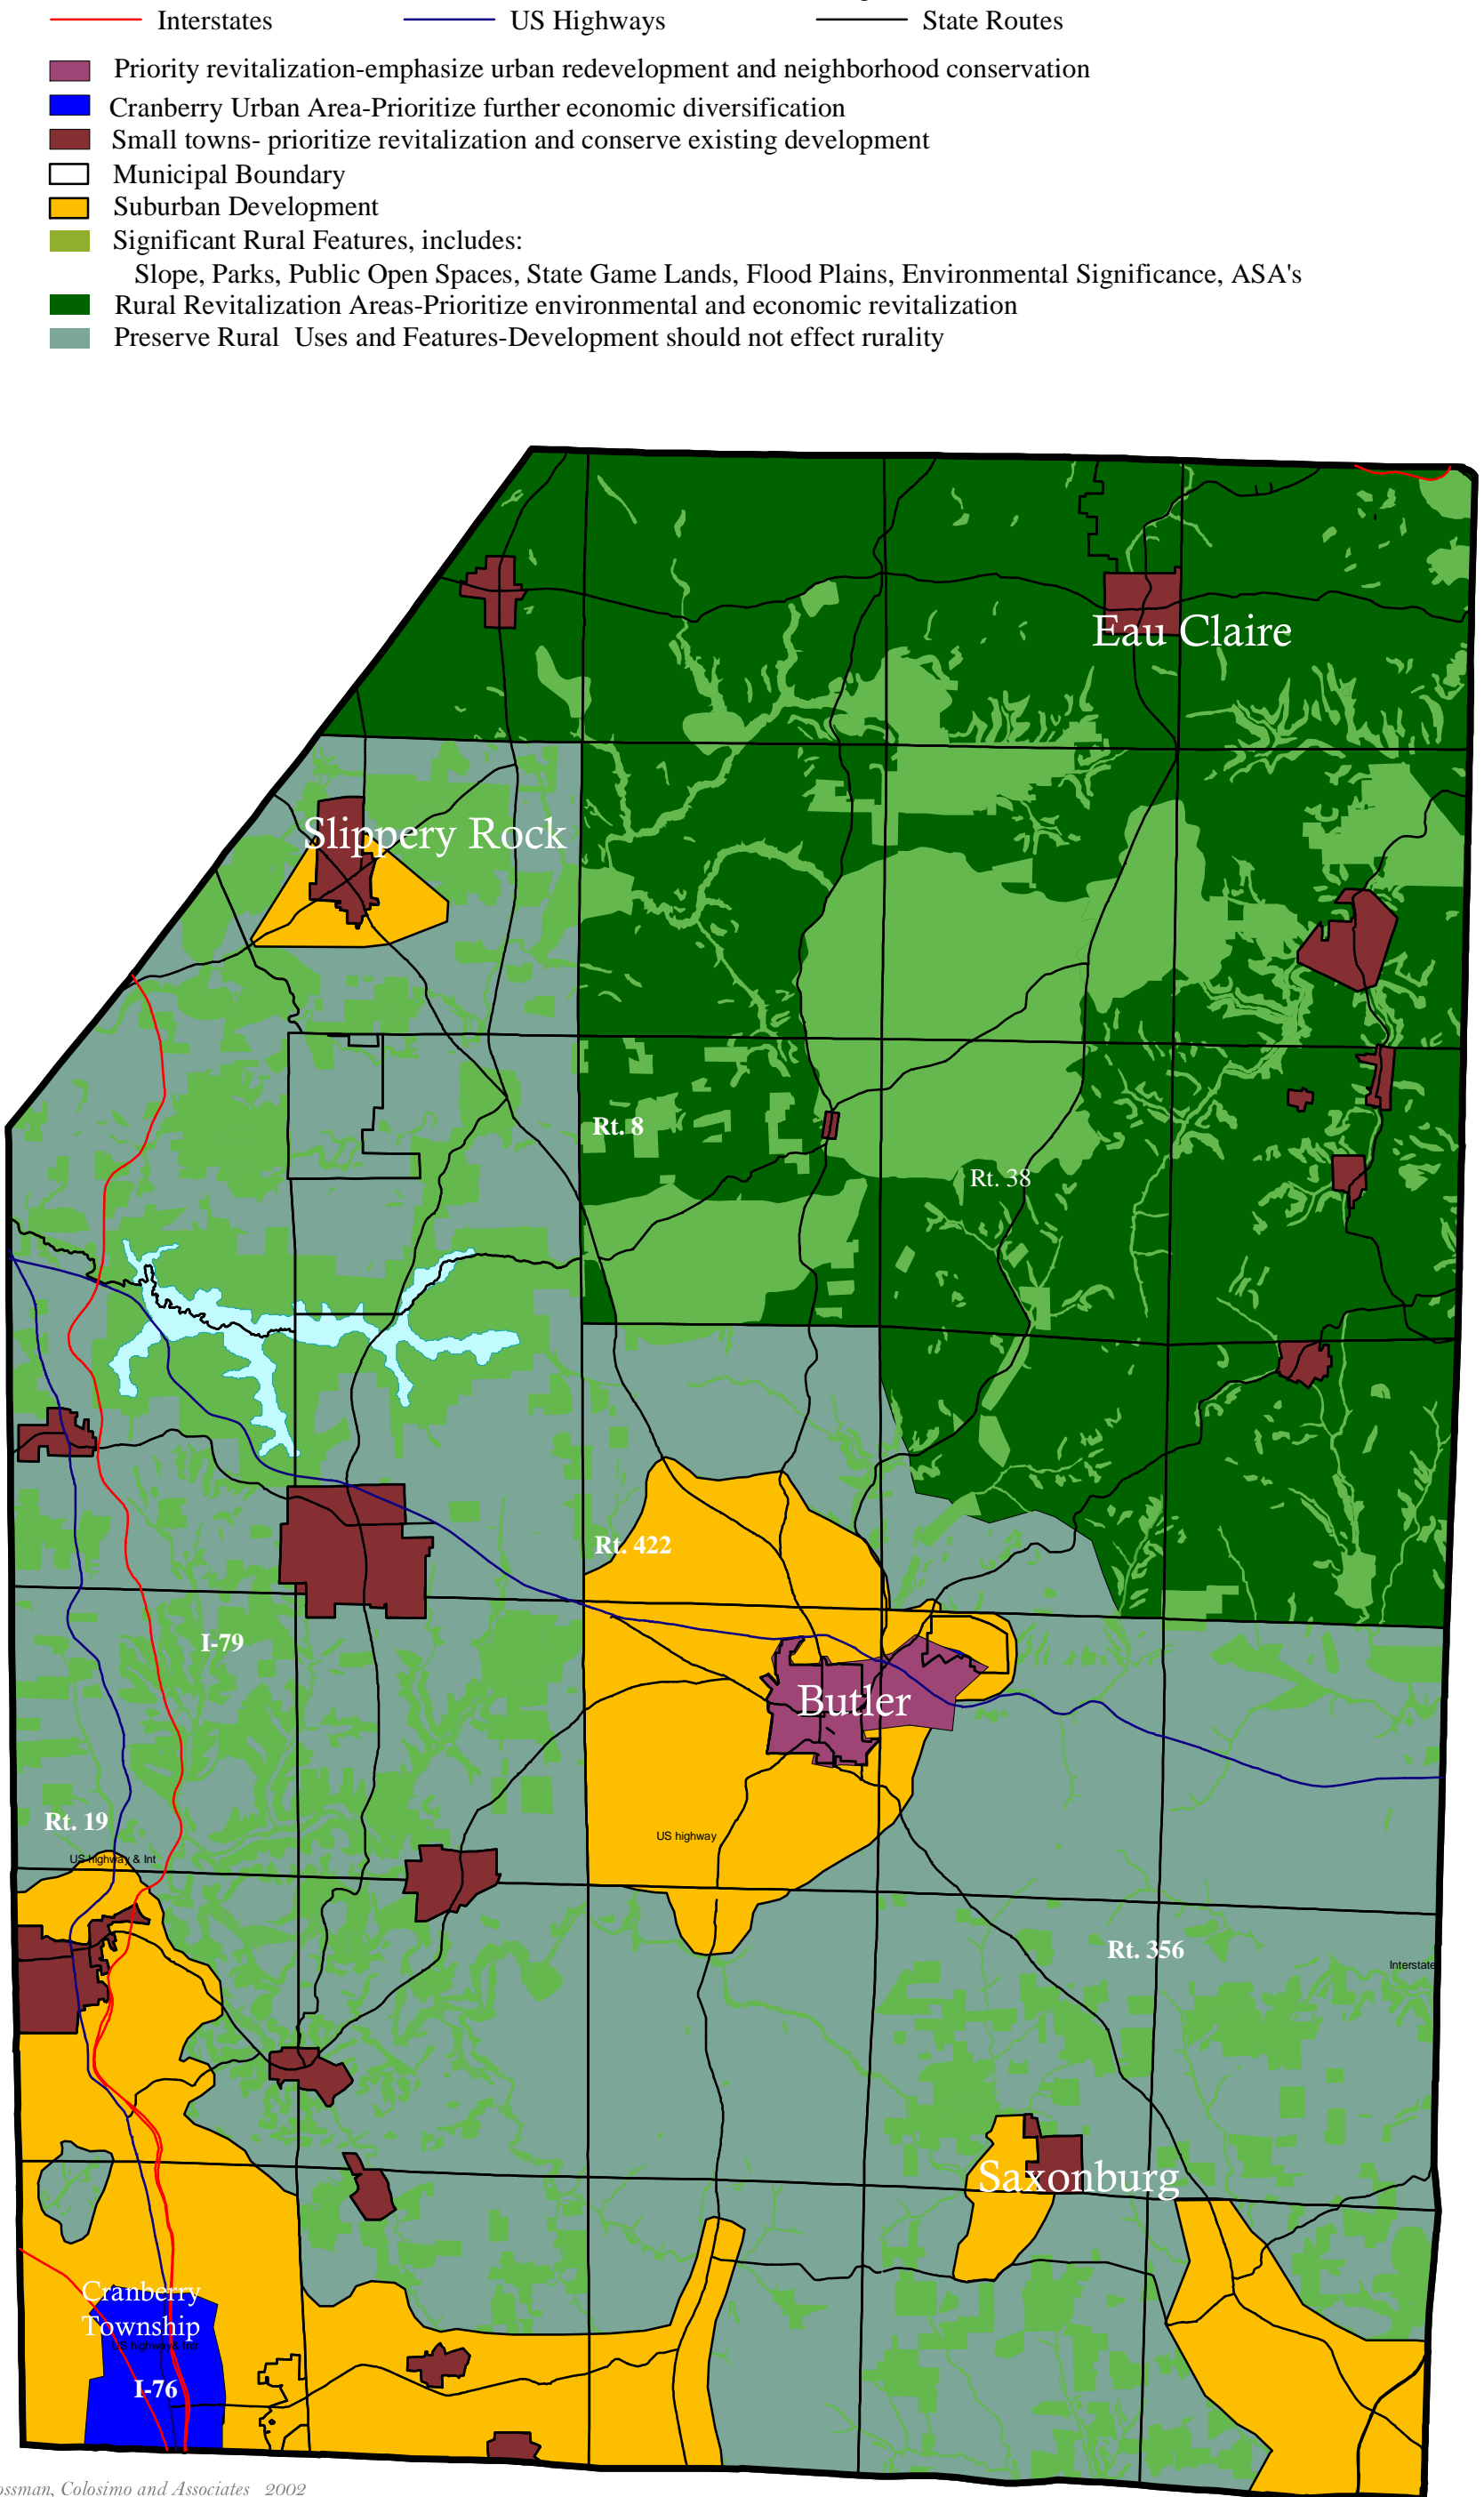 Interstates US Highways State Routes
Priority revitalization-emphasize urban redevelopment and neighborhood conservation
Cranberry Urban Area-Prioritize further economic diversification
Small towns- prioritize revitalization and conserve existing development
Municipal Boundary
Suburban Development
Significant Rural Features, includes:
Slope, Parks, Public Open Spaces, State Game Lands, Flood Plains, Environmental Significance, ASA's
Rural Revitalization Areas-Prioritize environmental and economic revitalization
Preserve Rural Uses and Features-Development should not effect rurality
Eau Claire
Slippery Rock
Rt. 8
Rt. 38
Rt. 422
I-79
Butler
Rt. 19
US highway
US highway & Int
Rt. 356
Interstate
Saxonburg
Cranberry
Township
US highway & Int
I-76
Colosimo and Associates 2002